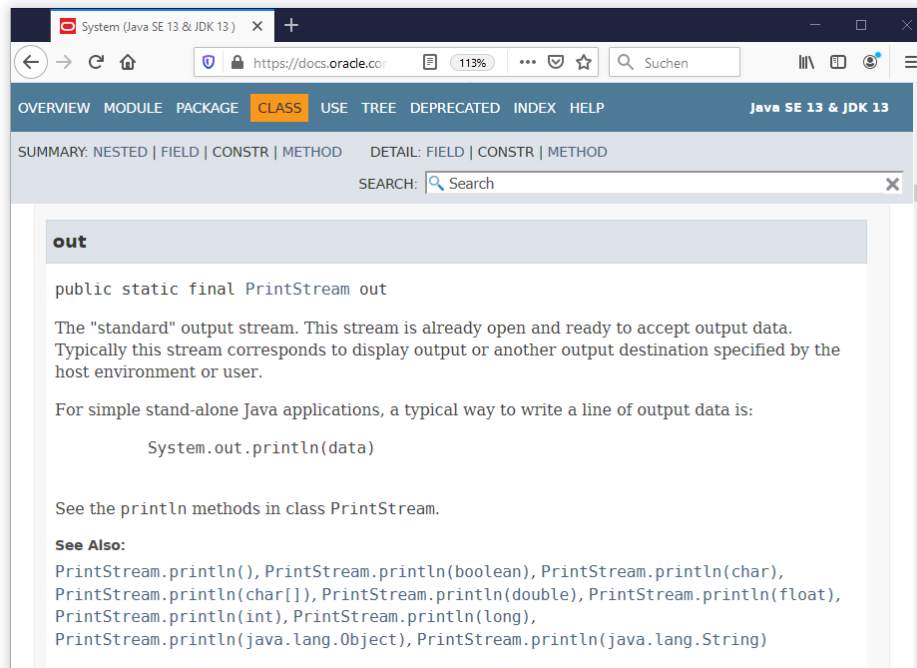 System (Java SE 13 & JDK 13 )
https://docs.oracle.cor 113% Suchen
OVERVIEW MODULE PACKAGE CLASS USE TREE DEPRECATED INDEX HELP Java SE 13 & JDK 13
SUMMARY: NESTED | FIELD | CONSTR | METHOD DETAIL: FIELD | CONSTR | METHOD
SEARCH: Search
out
public static final PrintStream out
The "standard" output stream. This stream is already open and ready to accept output data.
Typically this stream corresponds to display output or another output destination specified by the
host environment or user.
For simple stand-alone Java applications, a typical way to write a line of output data is:
System.out.println(data)
See the println methods in class PrintStream.
See Also:
PrintStream.println(), PrintStream.println(boolean), PrintStream.println(char),
PrintStream.println(char[]), PrintStream.println(double), PrintStream.println(float),
PrintStream.println(int), PrintStream.println(long),
PrintStream.println(java.lang.Object), PrintStream.println(java.lang.String)